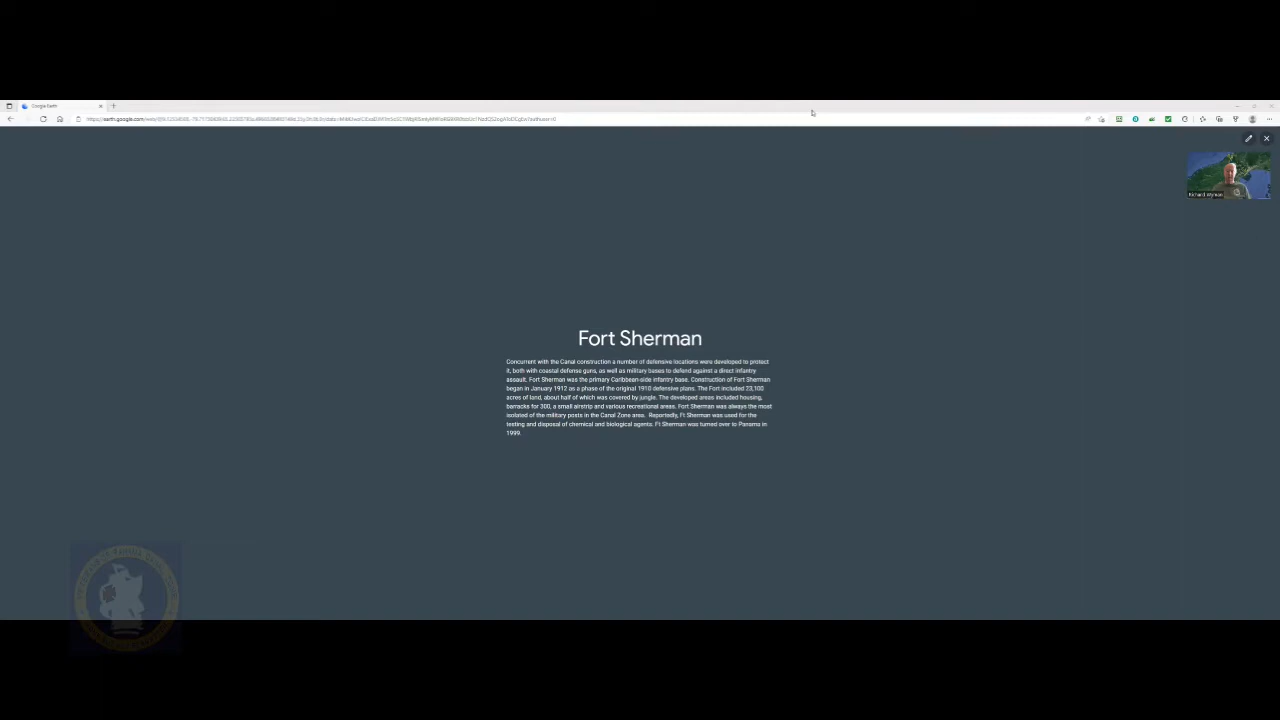 Google Earth
Richard Wyman
Fort Sherman
Concurrent with the Canal construction a number of defensive locations were developed to protect
it, both with coastal defense guns, as well as military bases to defend against a direct infantry
assault. Fort Sherman was the primary Caribbean-side infantry base. Construction of Fort Sherman
began in January 1912 as a phase of the original 1910 defensive plans. The Fort included 23,100
acres of land, about half of which was covered by jungle. The developed areas included housing,
barracks for 300, a small airstrip and various recreational areas. Fort Sherman was always the most
isolated of the military posts in the Canal Zone area.  Reportedly, Ft Sherman was used for the
testing and disposal of chemical and biological agents. Ft Sherman was turned over to Panama in
1999.